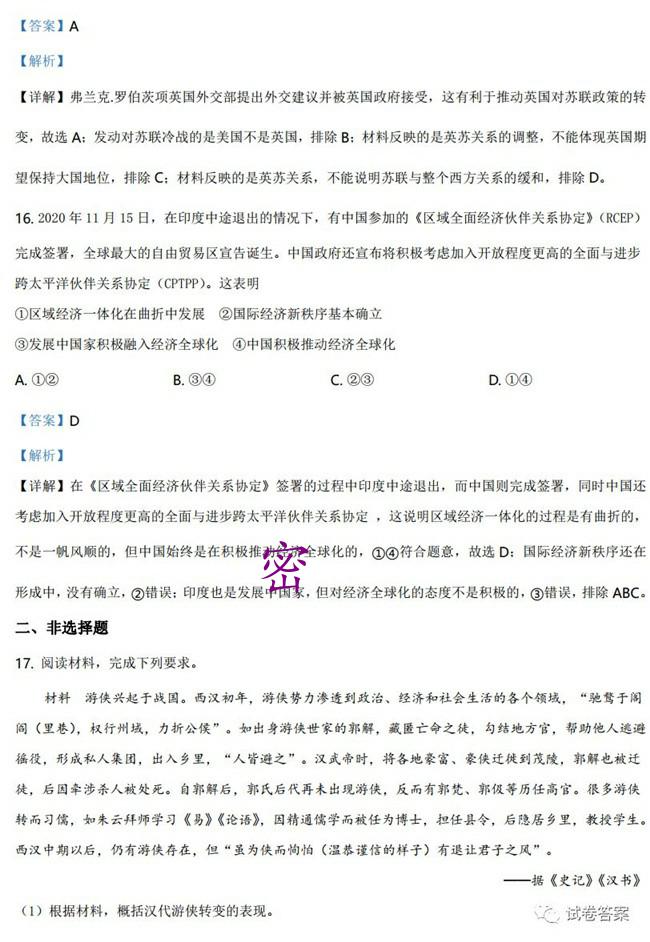 【答案】A
【解析】
【详解】弗兰克.罗伯茨项英国外交部提出外交建议并被英国政府接受，这有利于推动英国对苏联政策的转
变，故选 A；发动对苏联冷战的是美国不是英国，排除 B；材料反映的是英苏关系的调整，不能体现英国期
望保持大国地位，排除 C；材料反映的是英苏关系，不能说明苏联与整个西方关系的缓和，排除 D。
16. 2020 年 11 月 15 日，在印度中途退出的情况下，有中国参加的《区域全面经济伙伴关系协定》（RCEP）
完成签署，全球最大的自由贸易区宣告诞生。中国政府还宣布将积极考虑加入开放程度更高的全面与进步
跨太平洋伙伴关系协定（CPTPP）。这表明
①区域经济一体化在曲折中发展 ②国际经济新秩序基本确立
③发展中国家积极融入经济全球化 ④中国积极推动经济全球化
A. ①② B. ③④ C. ②③ D. ①④
【答案】D
【解析】
【详解】在《区域全面经济伙伴关系协定》签署的过程中印度中途退出，而中国则完成签署，同时中国还
考虑加入开放程度更高的全面与进步跨太平洋伙伴关系协定 ，这说明区域经济一体化的过程是有曲折的，
不是一帆风顺的，但中国始终是在积极推动经济全球化的，①④符合题意，故选 D；国际经济新秩序还在
密
形成中，没有确立，②错误；印度也是发展中国家，但对经济全球化的态度不是积极的，③错误，排除 ABC。
二、非选择题
17. 阅读材料，完成下列要求。
材料 游侠兴起于战国。西汉初年，游侠势力渗透到政治、经济和社会生活的各个领域，“驰骛于闾
阎（里巷），权行州域，力折公侯”。如出身游侠世家的郭解，藏匿亡命之徒，勾结地方官，帮助他人逃避
徭役，形成私人集团，出入乡里，“人皆避之”。汉武帝时，将各地豪富、豪侠迁徙到茂陵，郭解也被迁
徙，后因牵涉杀人被处死。自郭解后，郭氏后代再未出现游侠，反而有郭梵、郭伋等历任高官。很多游侠
转而习儒，如朱云拜师学习《易》《论语》，因精通儒学而被任为博士，担任县令，后隐居乡里，教授学生。
西汉中期以后，仍有游侠存在，但“虽为侠而恂恂（温恭谨信的样子）有退让君子之风”。
——据《史记》《汉书》
（1）根据材料，概括汉代游侠转变的表现。
试卷答案